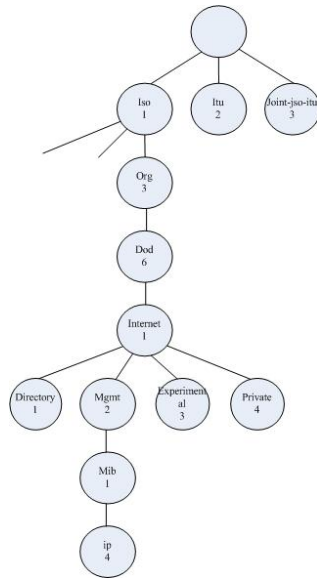 Iso
1
Itu
2
Joint-jso-itu
3
Org
3
Dod
6
Internet
1
Directory
1
Mgmt
2
Experiment
al
3
Private
4
Mib
1
ip
4